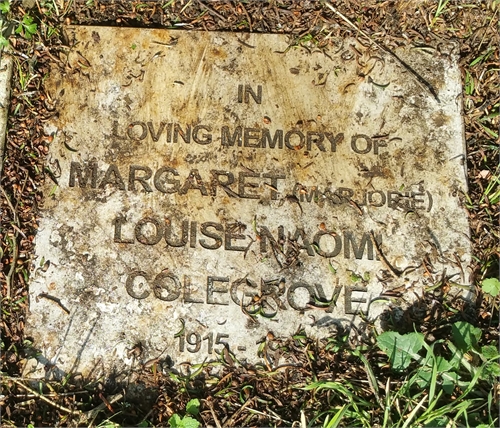 IN
LOVING MEMORY OF
MARGARET (MARJORIE)
LOUISE NAOMI
COLEGROVE
1915 -